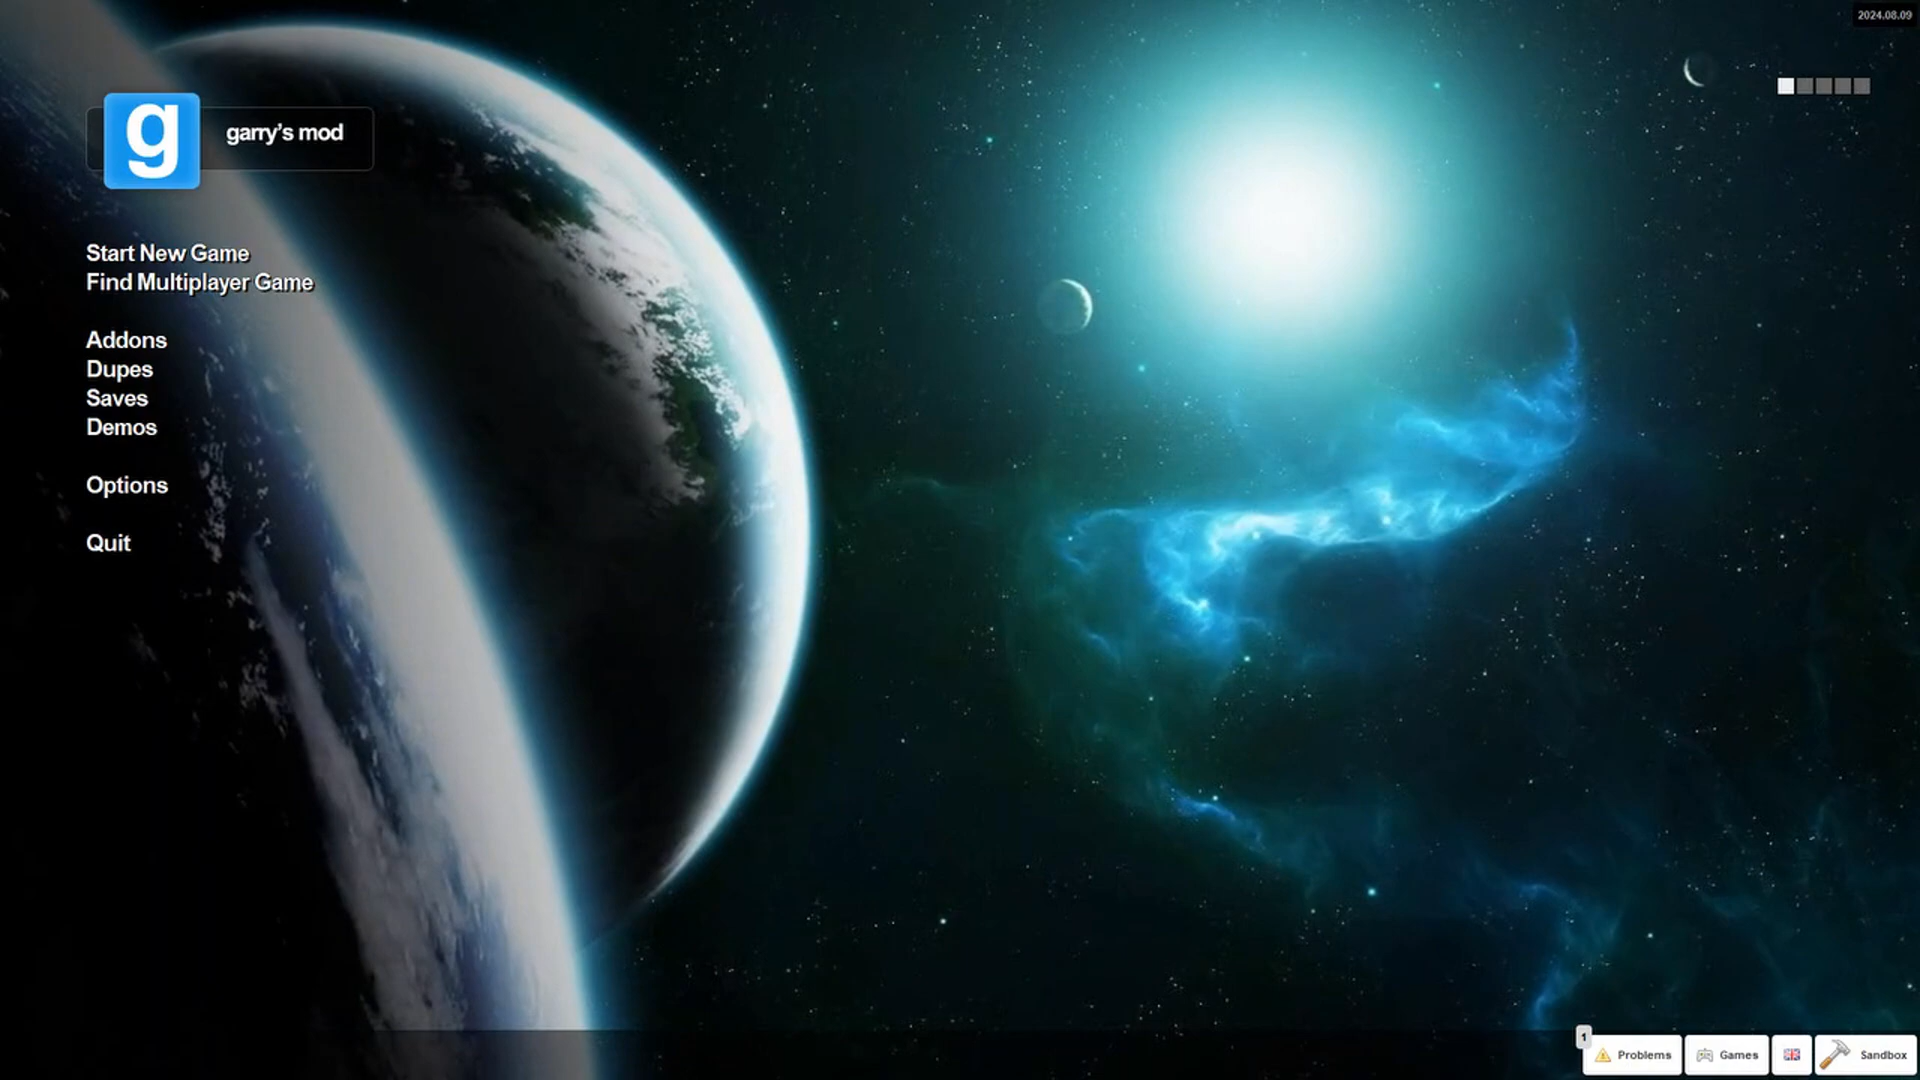 2024.08.09
g
garry's mod
Start New Game
Find Multiplayer Game
Addons
Dupes
Saves
Demos
Options
Quit
1
Problems
Games
Sandbox